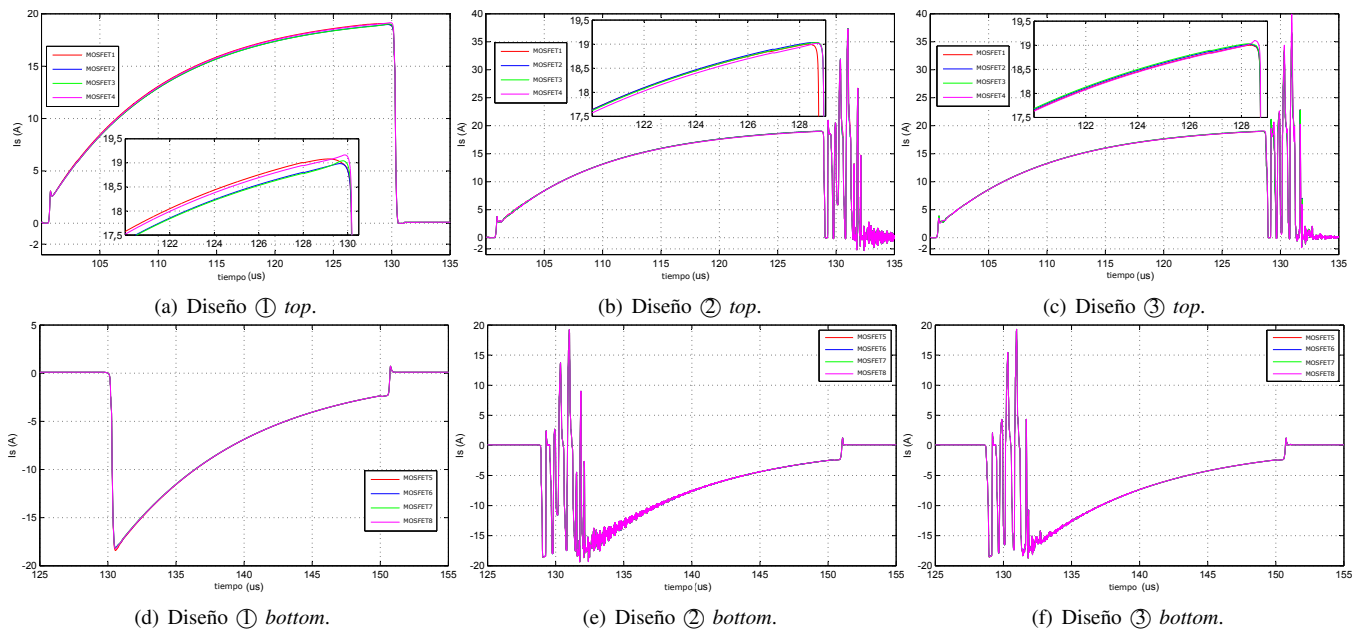 20
15
10
5
0
-2
Is (A)
MOSFET1
MOSFET2
MOSFET3
MOSFET4
19,5
19
18,5
18
17,5
122 124 126 128 130
105 110 115 120 125 130 135
tiempo (us)
(a) Diseño ① top.
40
35
30
25
20
15
10
5
0
-2
Is (A)
MOSFET1
MOSFET2
MOSFET3
MOSFET4
19,5
19
18,5
18
17,5
122 124 126 128
105 110 115 120 125 130 135
tiempo (us)
(b) Diseño ② top.
40
35
30
25
20
15
10
5
0
-2
Is (A)
MOSFET1
MOSFET2
MOSFET3
MOSFET4
19,5
19
18,5
18
17,5
122 124 126 128
105 110 115 120 125 130 135
tiempo (us)
(c) Diseño ③ top.
5
0
-5
-10
-15
-20
Is (A)
MOSFET5
MOSFET6
MOSFET7
MOSFET8
125 130 135 140 145 150 155
tiempo (us)
(d) Diseño ① bottom.
20
15
10
5
0
-5
-10
-15
-20
Is (A)
MOSFET5
MOSFET6
MOSFET7
MOSFET8
125 130 135 140 145 150 155
tiempo (us)
(e) Diseño ② bottom.
20
15
10
5
0
-5
-10
-15
-20
Is (A)
MOSFET5
MOSFET6
MOSFET7
MOSFET8
125 130 135 140 145 150 155
tiempo (us)
(f) Diseño ③ bottom.